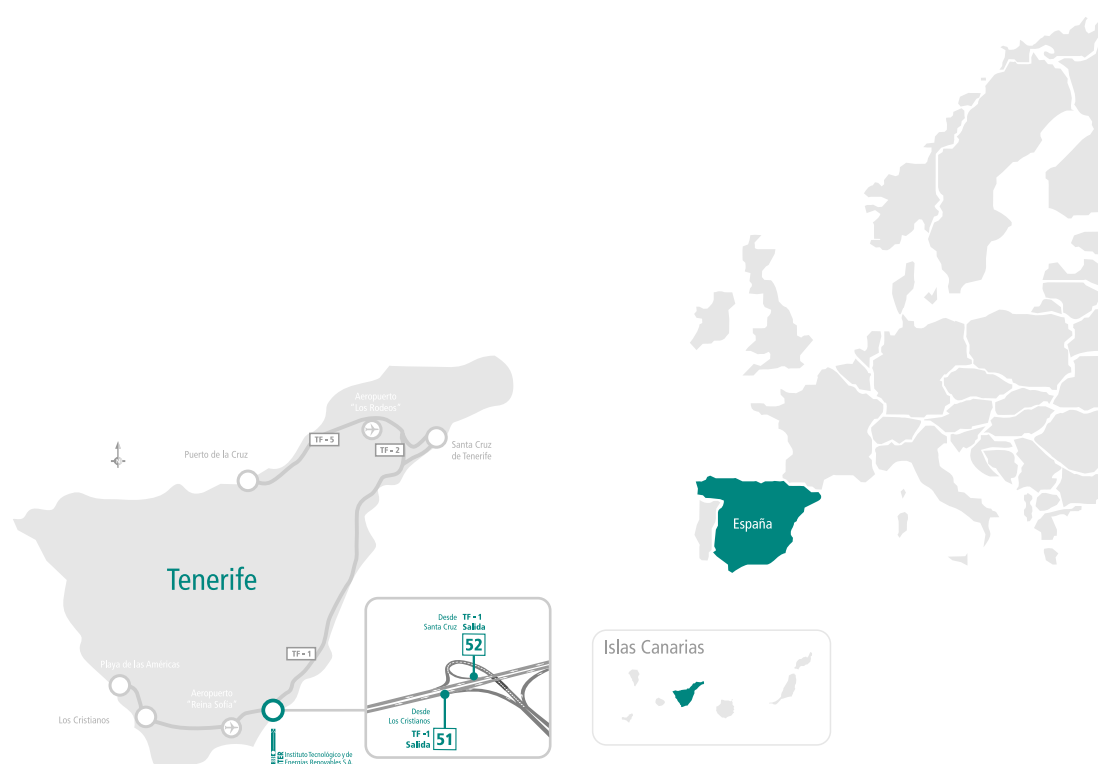 Aeropuerto
"Los Rodeos"
TF - 5
TF - 2
Santa Cruz
de Tenerife
Puerto de la Cruz
Tenerife
TF - 1
Playa de las Américas
Los Cristianos
Aeropuerto
"Reina Sofía"
ITER
Instituto Tecnológico y de
Energías Renovables S.A.
Desde
Santa Cruz
TF - 1
Salida
52
Desde
Los Cristianos
TF -1
Salida
51
España
Islas Canarias